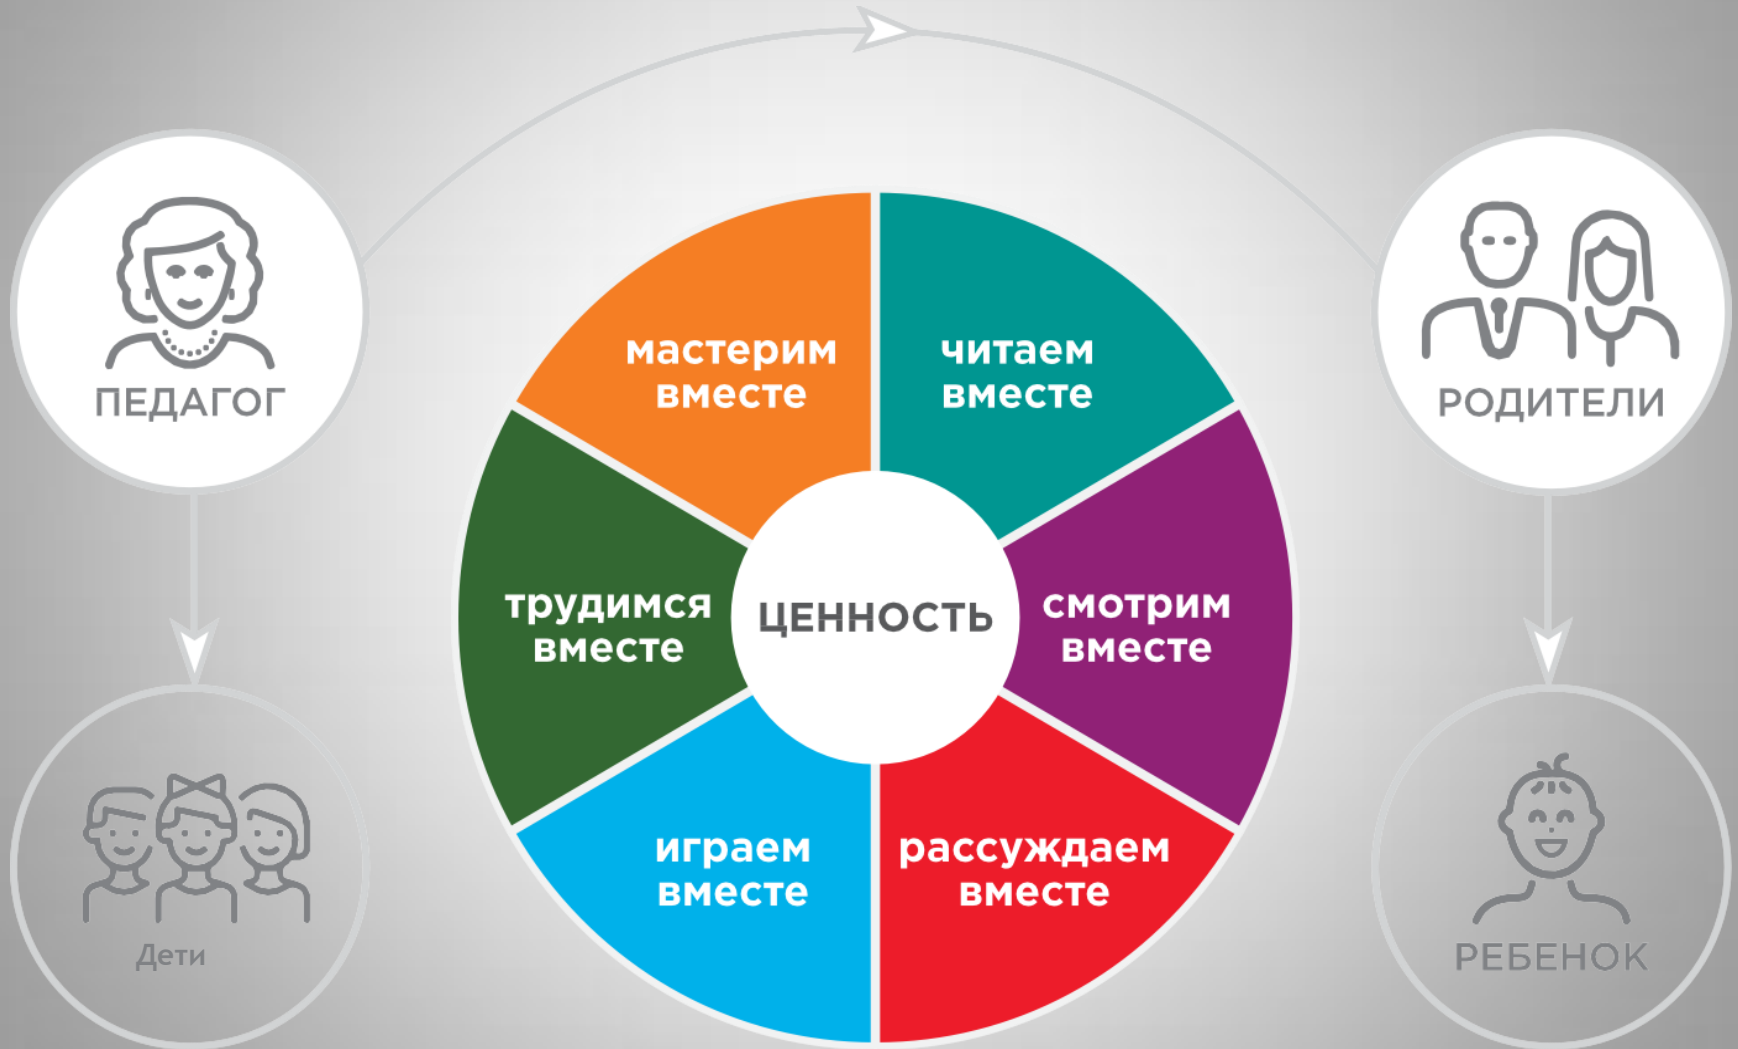 мастерим
вместе
читаем
вместе
ПЕДАГОГ
РОДИТЕЛИ
трудимся
вместе
ЦЕННОСТЬ
смотрим
вместе
играем
вместе
рассуждаем
вместе
Дети
РЕБЕНОК